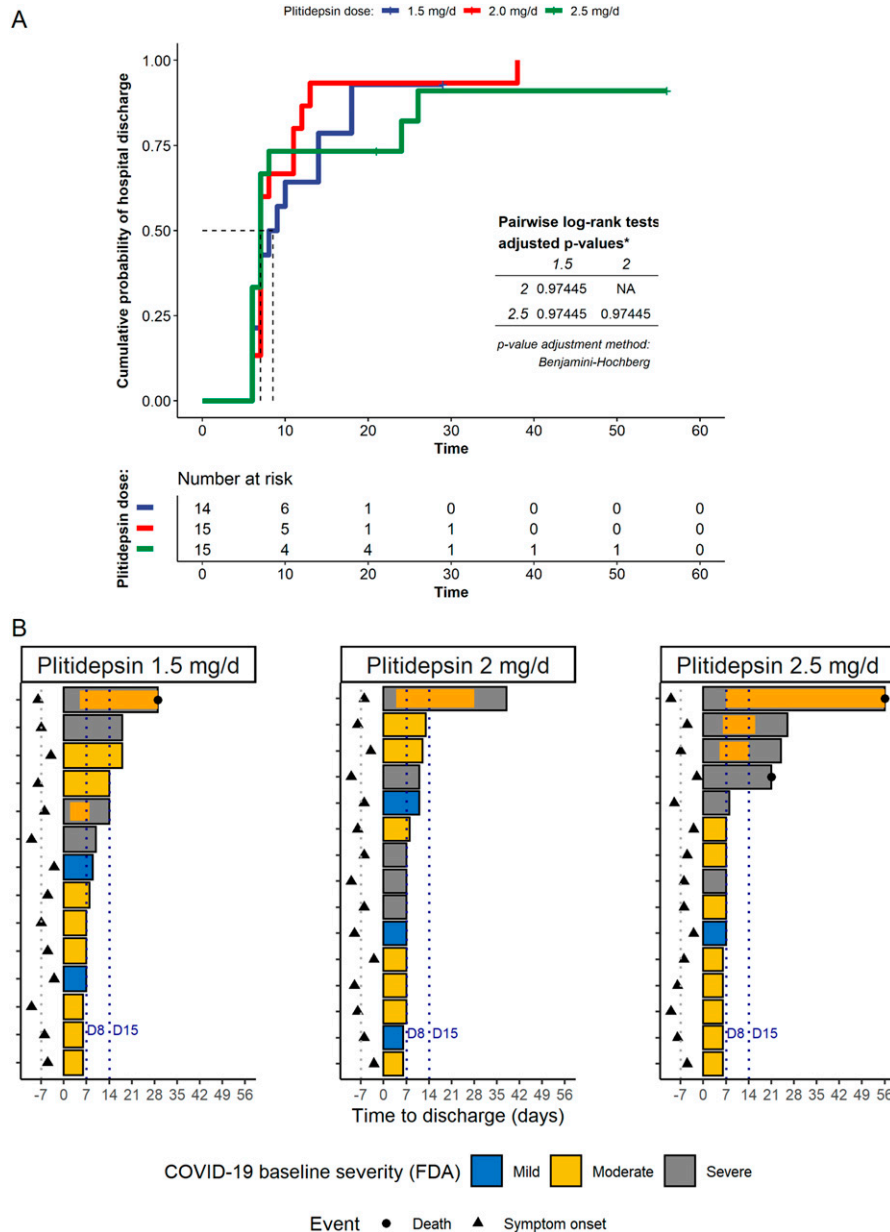 A
Plitidepsin dose: 1.5 mg/d 2.0 mg/d 2.5 mg/d
Cumulative probability of hospital discharge
1.00
0.75
0.50
0.25
0.00
Pairwise log-rank tests
adjusted p-values*
1.5 2
2 0.97445 NA
2.5 0.97445 0.97445
p-value adjustment method:
Benjamini-Hochberg
0 10 20 30 40 50 60
Time
Plitidepsin dose:
Number at risk
14 6 1 0 0 0 0
15 5 1 1 0 0 0
15 4 4 1 1 1 0
0 10 20 30 40 50 60
Time
B
Plitidepsin 1.5 mg/d Plitidepsin 2 mg/d Plitidepsin 2.5 mg/d
D8 D15 D8 D15 D8 D15
-7 0 7 14 21 28 35 42 49 56 -7 0 7 14 21 28 35 42 49 56 -7 0 7 14 21 28 35 42 49 56
Time to discharge (days)
COVID-19 baseline severity (FDA) Mild Moderate Severe
Event Death Symptom onset